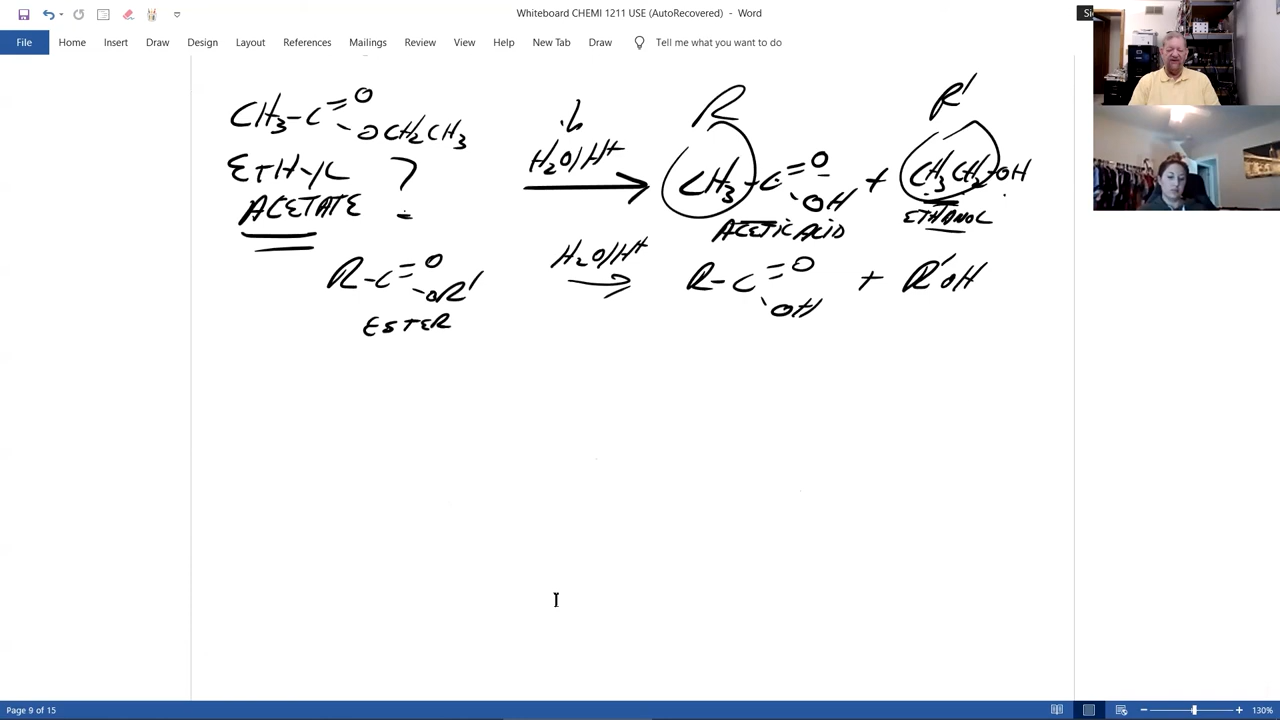 Whiteboard CHEMI 1211 USE (AutoRecovered) - Word
File Home Insert Draw Design Layout References Mailings Review View Help New Tab Draw Tell me what you want to do
R R'
CH3-C=O OCH2CH3 H2O/H+ CH3-C=O OH + CH3CH2-OH
ETHYL ?
ACETATE ACETIC ACID ETHANOL
R-C=O OR' H2O/H+ R-C=O OH + R'OH
ESTER
Page 9 of 15 130%